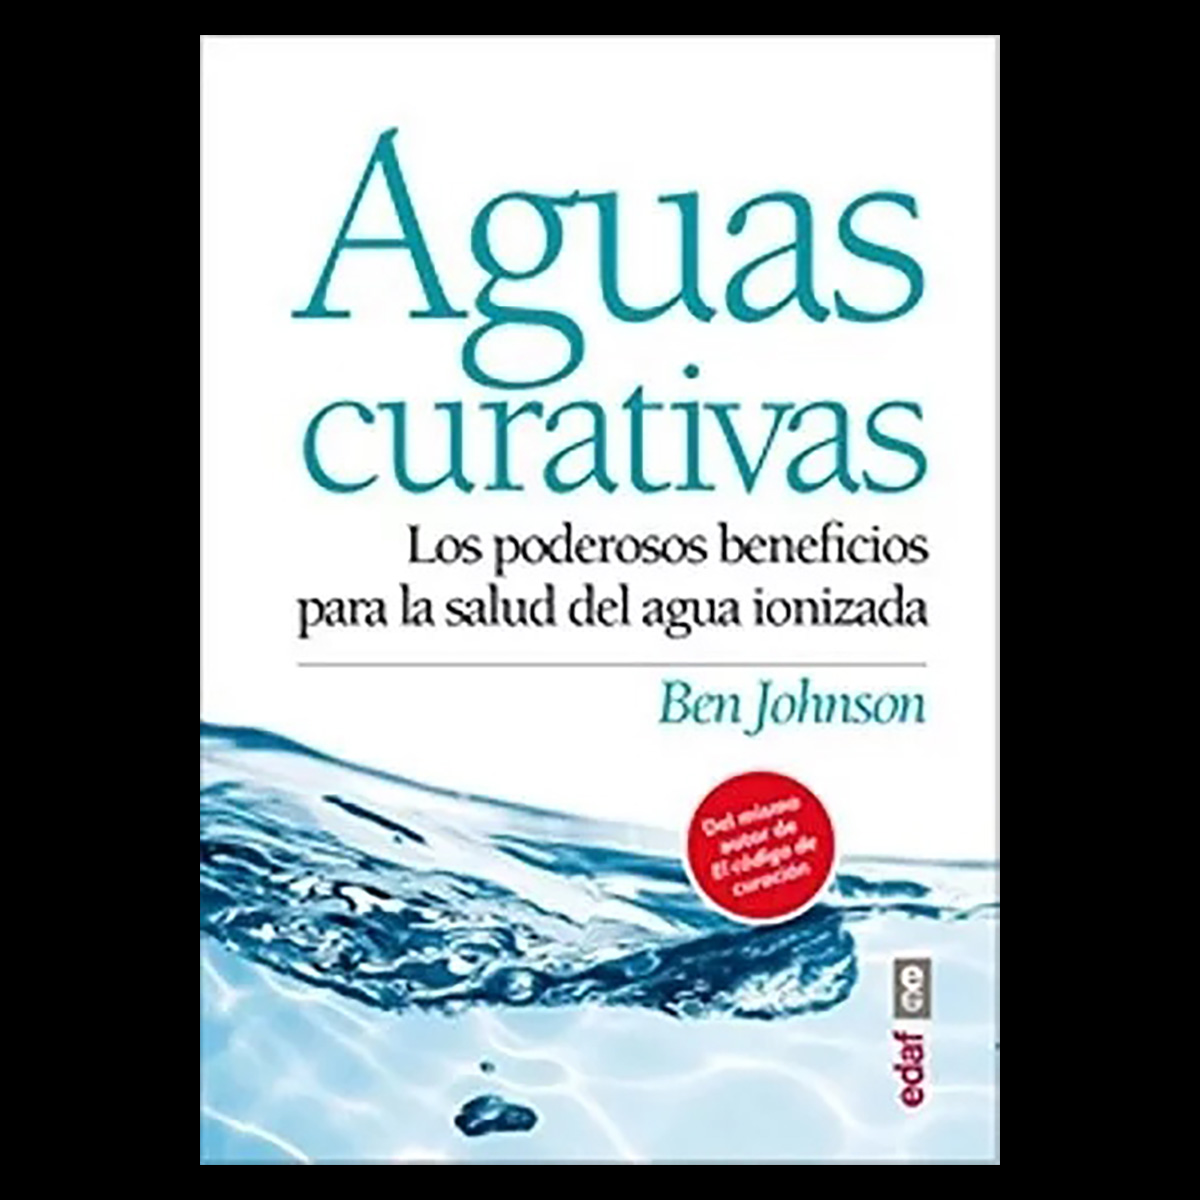 Aguas
curativas
Los poderosos beneficios
para la salud del agua ionizada
Ben Johnson
Del mismo
autor de
El código de
curación
edaf